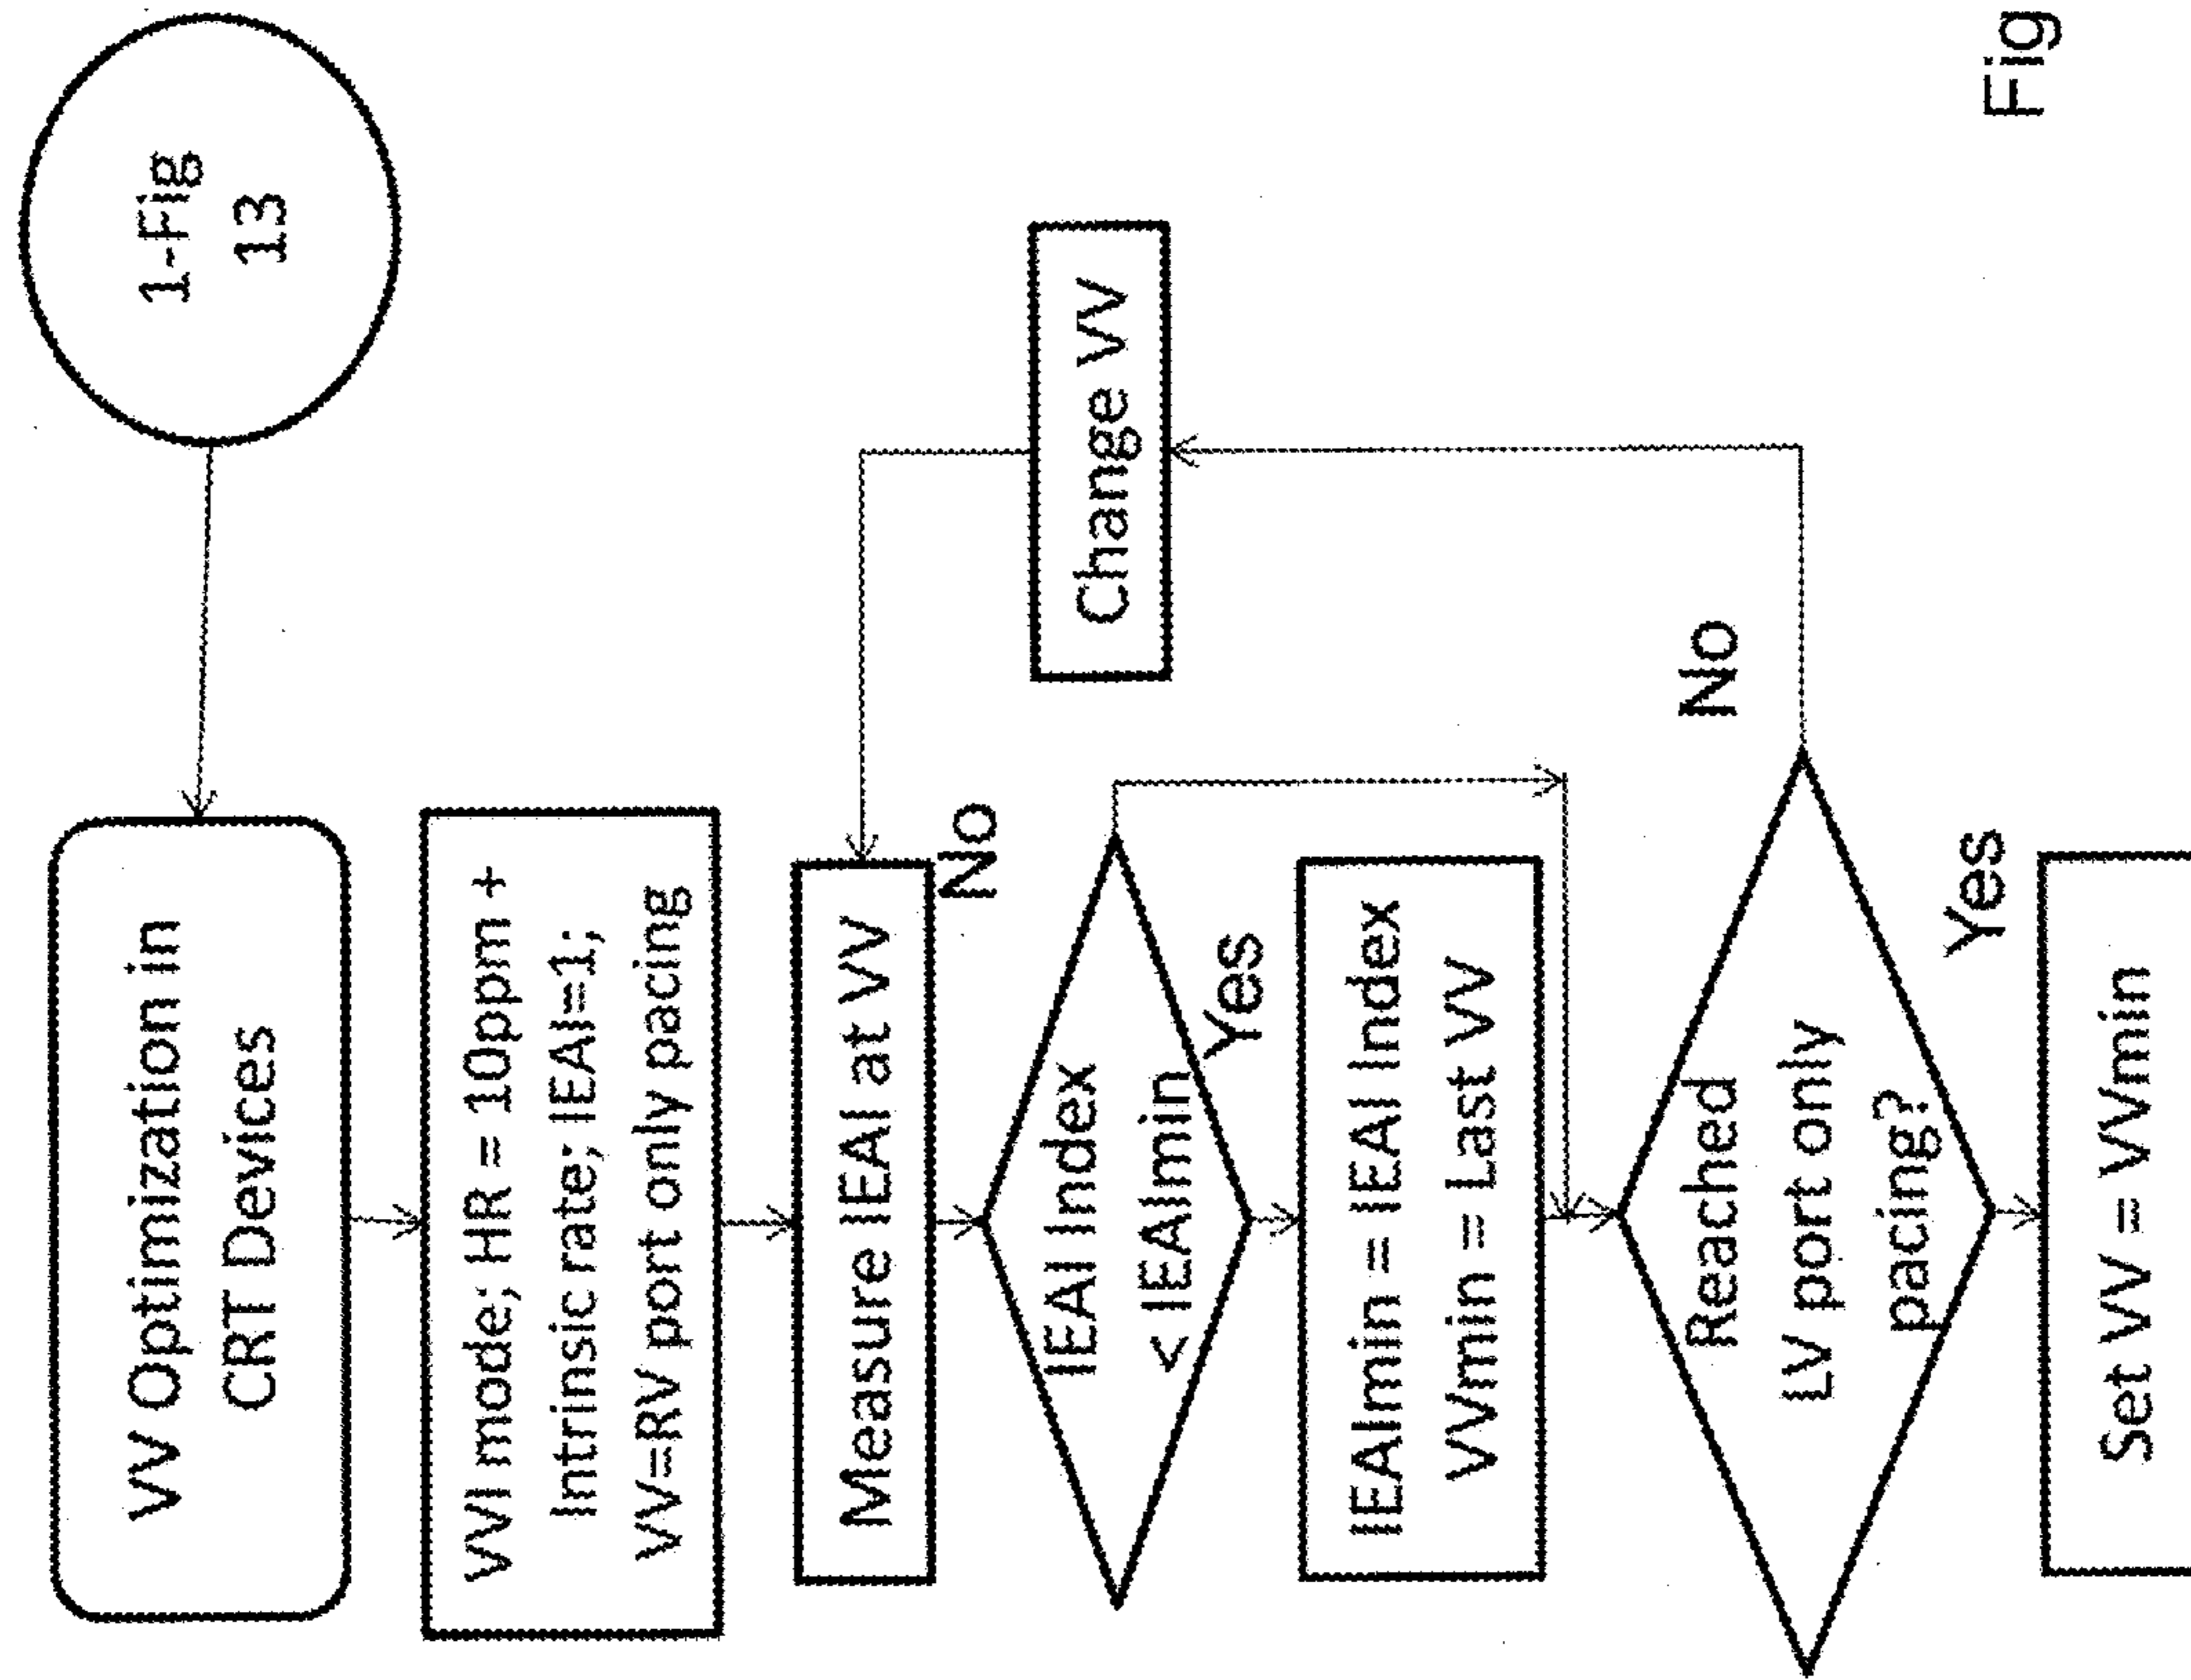 1-Fig
13
VV Optimization in
CRT Devices
VVI mode; HR = 10ppm +
Intrinsic rate; IEAI=1;
VV=RV port only pacing
Measure IEAI at VV
No
IEAI Index
< IEAImin
Yes
IEAImin = IEAI Index
VVmin = Last VV
Change VV
Reached
LV port only
pacing?
No
Yes
Set VV = VVmin
Fig